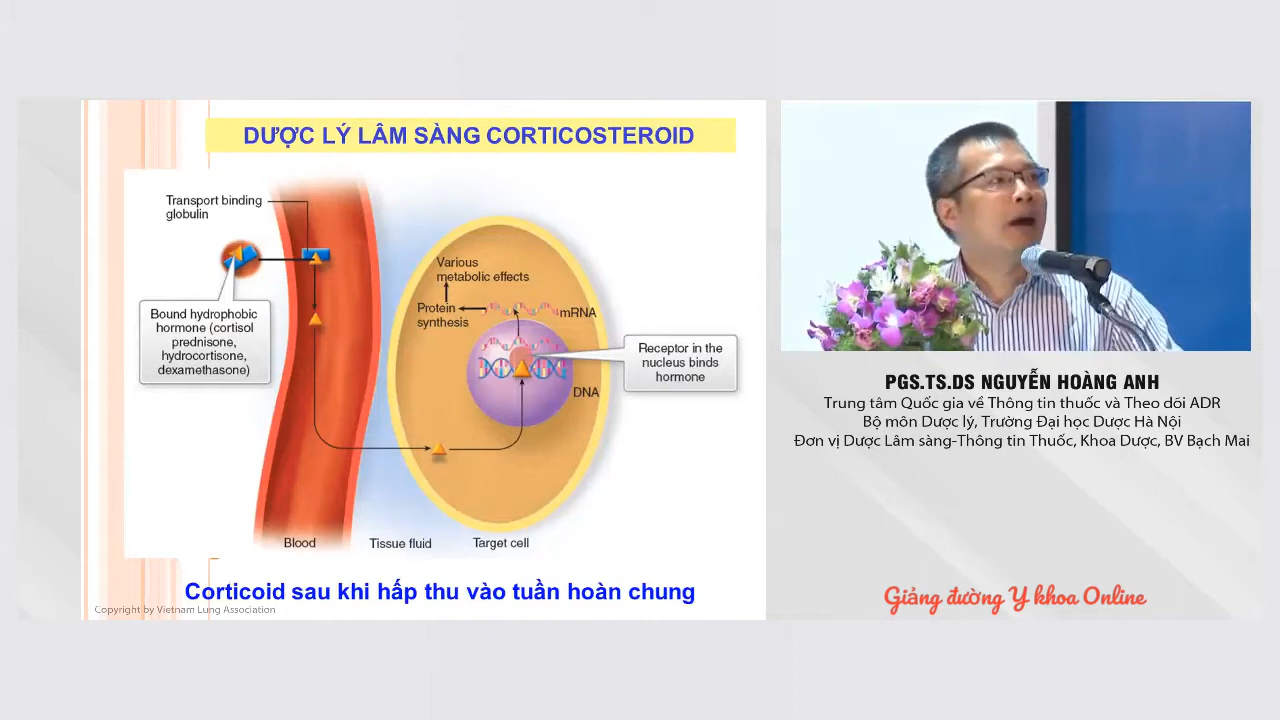 DƯỢC LÝ LÂM SÀNG CORTICOSTEROID
Transport binding
globulin
Bound hydrophobic
hormone (cortisol
prednisone,
hydrocortisone,
dexamethasone)
Various
metabolic effects
Protein
synthesis
mRNA
DNA
Receptor in the
nucleus binds
hormone
Blood
Tissue fluid
Target cell
Corticoid sau khi hấp thu vào tuần hoàn chung
Copyright by Vietnam Lung Association
PGS.TS.DS NGUYỄN HOÀNG ANH
Trung tâm Quốc gia về Thông tin thuốc và Theo dõi ADR
Bộ môn Dược lý, Trường Đại học Dược Hà Nội
Đơn vị Dược Lâm sàng-Thông tin Thuốc, Khoa Dược, BV Bạch Mai
Giảng đường Y khoa Online